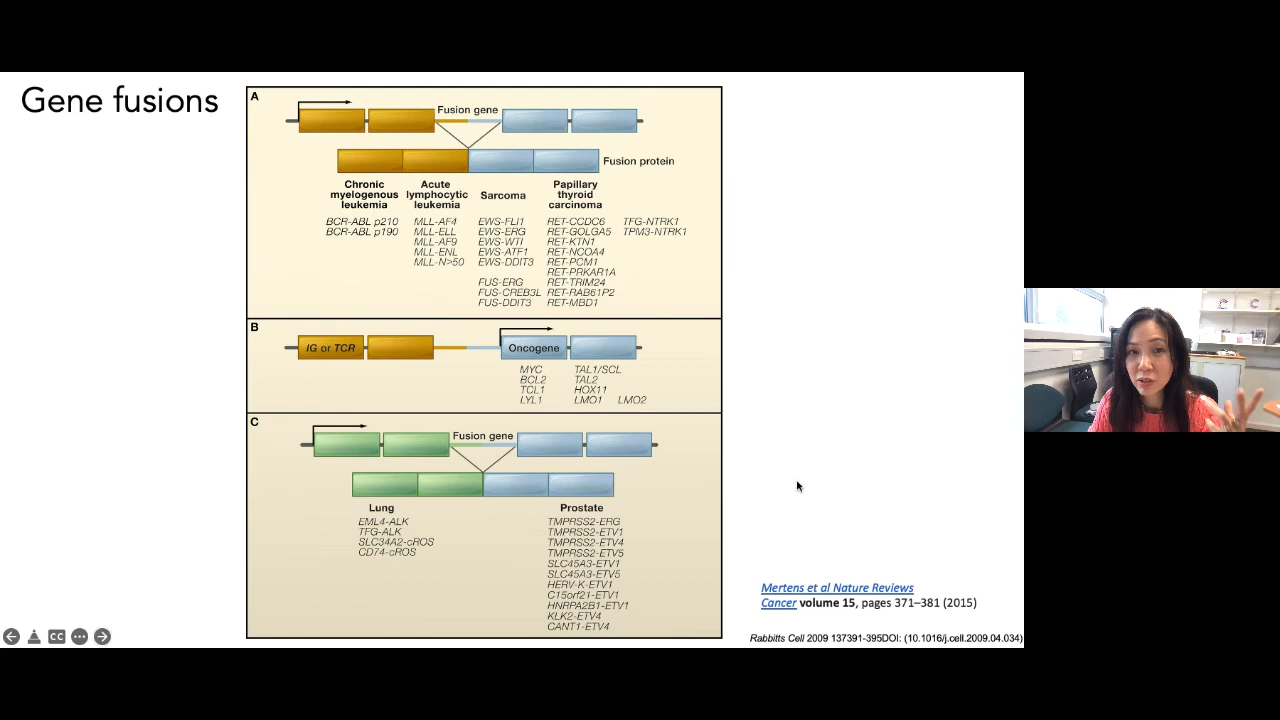 Gene fusions
A
Fusion gene
Fusion protein
Chronic myelogenous leukemia
BCR-ABL p210
BCR-ABL p190
Acute lymphocytic leukemia
MLL-AF4
MLL-ELL
MLL-AF9
MLL-ENL
MLL-N>50
Sarcoma
EWS-FLI1
EWS-ERG
EWS-WTI
EWS-ATF1
EWS-DDIT3
FUS-ERG
FUS-CREB3L
FUS-DDIT3
Papillary thyroid carcinoma
RET-CCDC6
RET-GOLGA5
RET-KTN1
RET-NCOA4
RET-PCM1
RET-PRKAR1A
RET-TRIM24
RET-RAB61P2
RET-MBD1
TFG-NTRK1
TPM3-NTRK1
B
IG or TCR
Oncogene
MYC
BCL2
TCL1
LYL1
TAL1/SCL
TAL2
HOX11
LMO1
LMO2
C
Fusion gene
Lung
EML4-ALK
TFG-ALK
SLC34A2-cROS
CD74-cROS
Prostate
TMPRSS2-ERG
TMPRSS2-ETV1
TMPRSS2-ETV4
TMPRSS2-ETV5
SLC45A3-ETV1
SLC45A3-ETV5
HERV-K-ETV1
C15orf21-ETV1
HNRPA2B1-ETV1
KLK2-ETV4
CANT1-ETV4
Mertens et al Nature Reviews
Cancer volume 15, pages 371–381 (2015)
Rabbitts Cell 2009 137391-395DOI: (10.1016/j.cell.2009.04.034)
CC